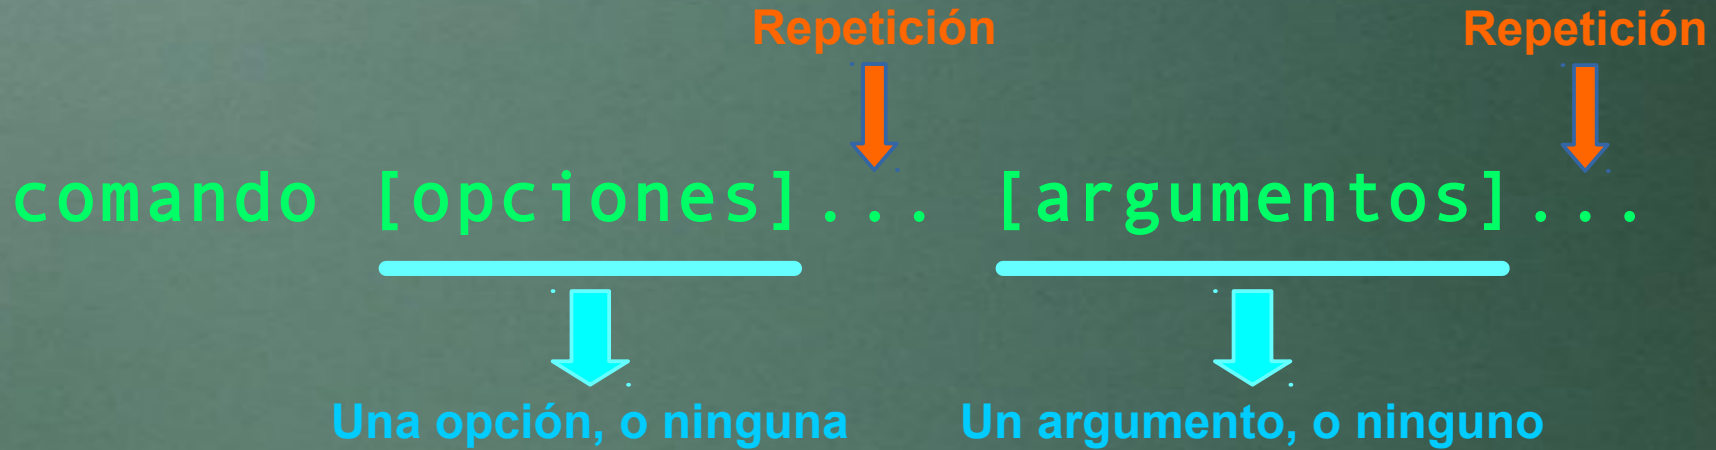 Repetición Repetición
comando [opciones]... [argumentos]...
Una opción, o ninguna Un argumento, o ninguno